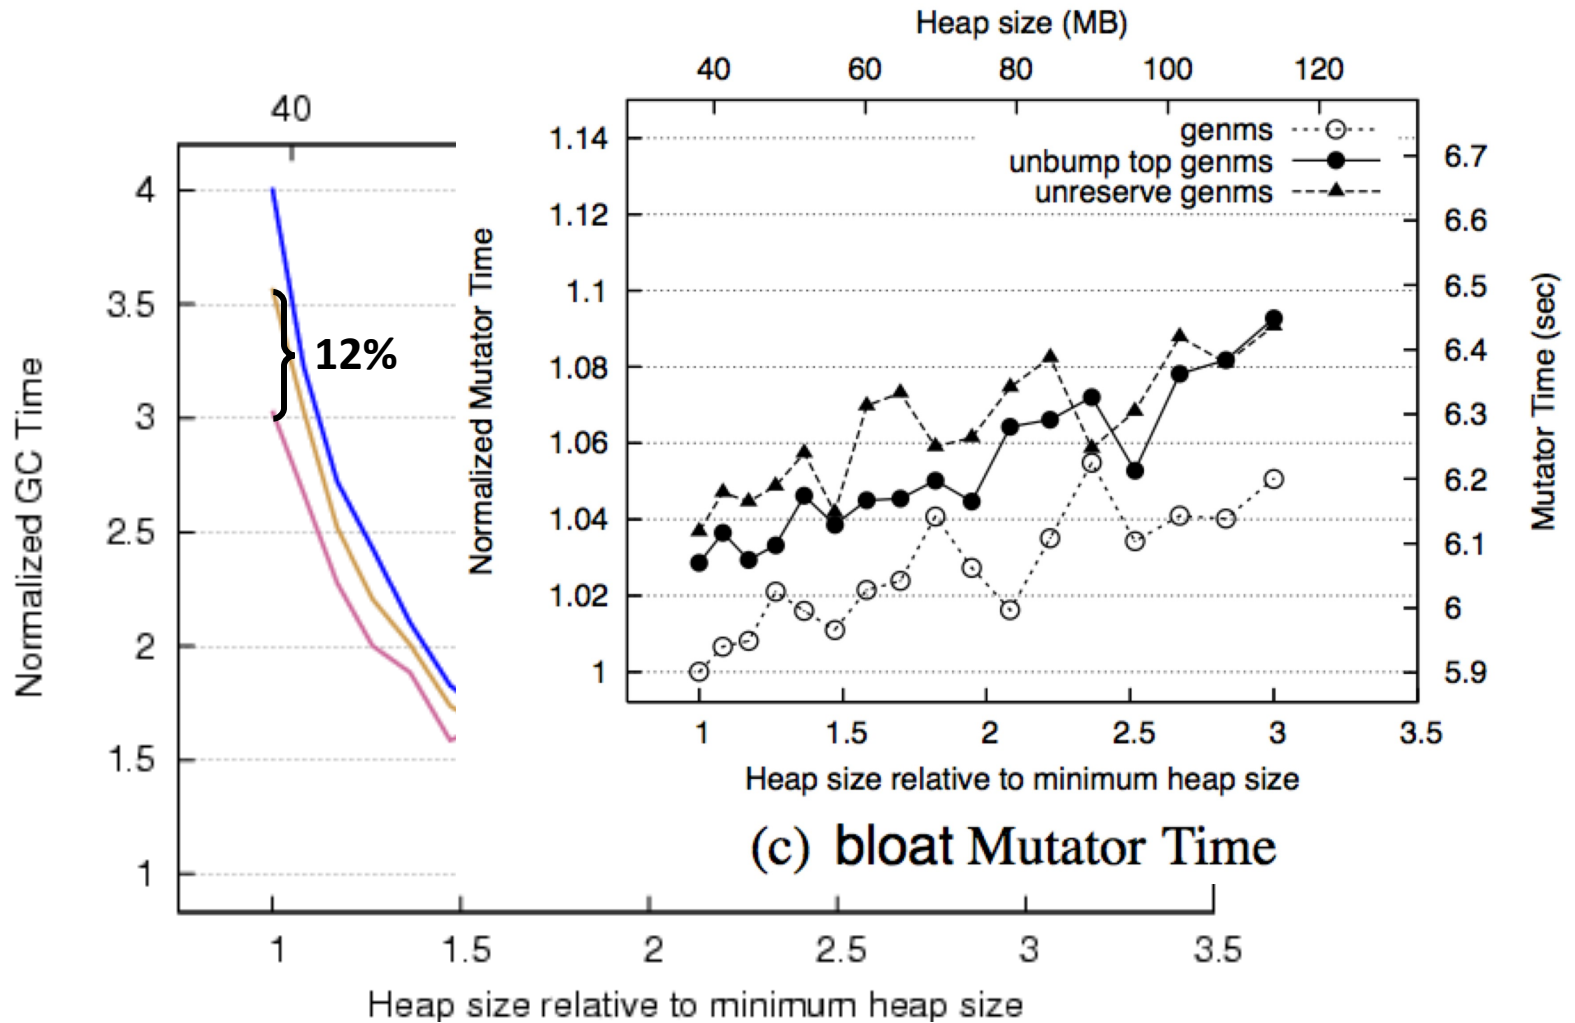 Heap size (MB)
40 60 80 100 120
40
genms
unbump top genms
unreserve genms
1.14
1.12
1.1
1.08
1.06
1.04
1.02
1
6.7
6.6
6.5
6.4
6.3
6.2
6.1
6
5.9
Normalized Mutator Time
Mutator Time (sec)
1 1.5 2 2.5 3 3.5
Heap size relative to minimum heap size
(c) bloat Mutator Time
4
3.5
3
2.5
2
1.5
1
12%
Normalized GC Time
1 1.5 2 2.5 3 3.5
Heap size relative to minimum heap size